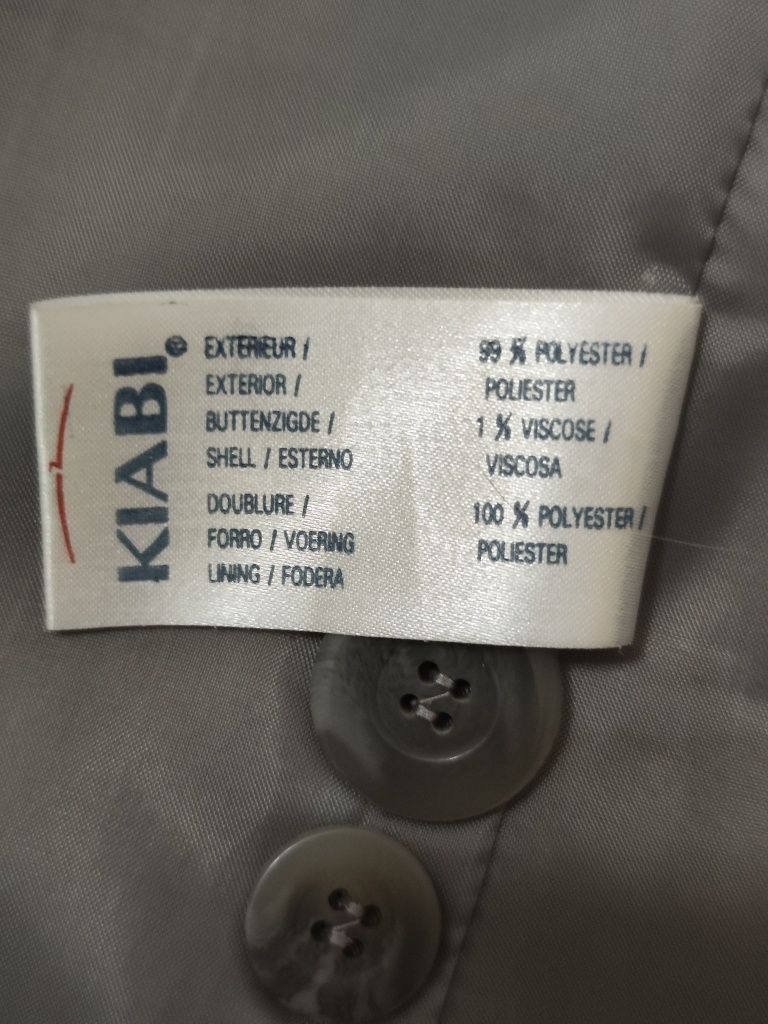 KIABI
EXTERIEUR / 99 % POLYESTER /
EXTERIOR / POLIESTER
BUTTENZIGDE / 1 % VISCOSE /
SHELL / ESTERNO VISCOSA
DOUBLURE / 100 % POLYESTER /
FORRO / VOERING POLIESTER
LINING / FODERA